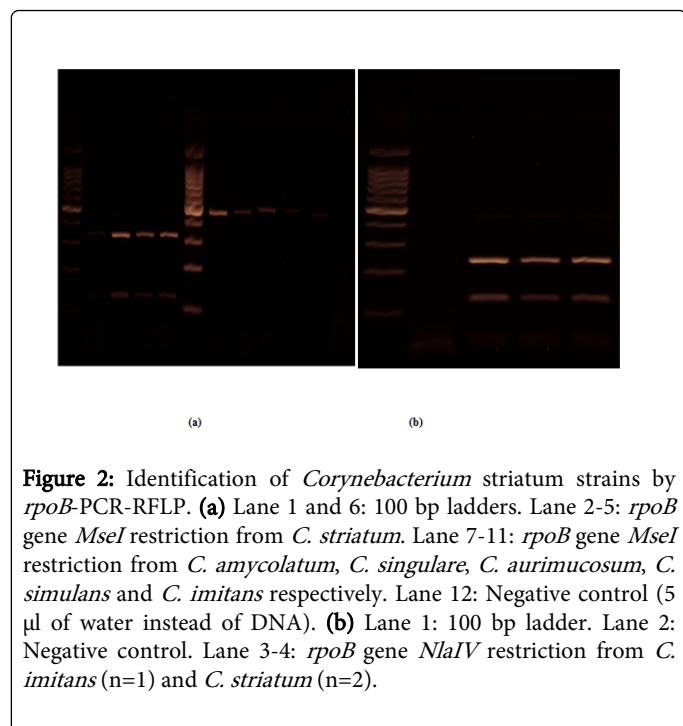 (a) (b)
Figure 2: Identification of Corynebacterium striatum strains by
rpoB-PCR-RFLP. (a) Lane 1 and 6: 100 bp ladders. Lane 2-5: rpoB
gene MseI restriction from C. striatum. Lane 7-11: rpoB gene MseI
restriction from C. amycolatum, C. singulare, C. aurimucosum, C.
simulans and C. imitans respectively. Lane 12: Negative control (5
μl of water instead of DNA). (b) Lane 1: 100 bp ladder. Lane 2:
Negative control. Lane 3-4: rpoB gene NlaIV restriction from C.
imitans (n=1) and C. striatum (n=2).